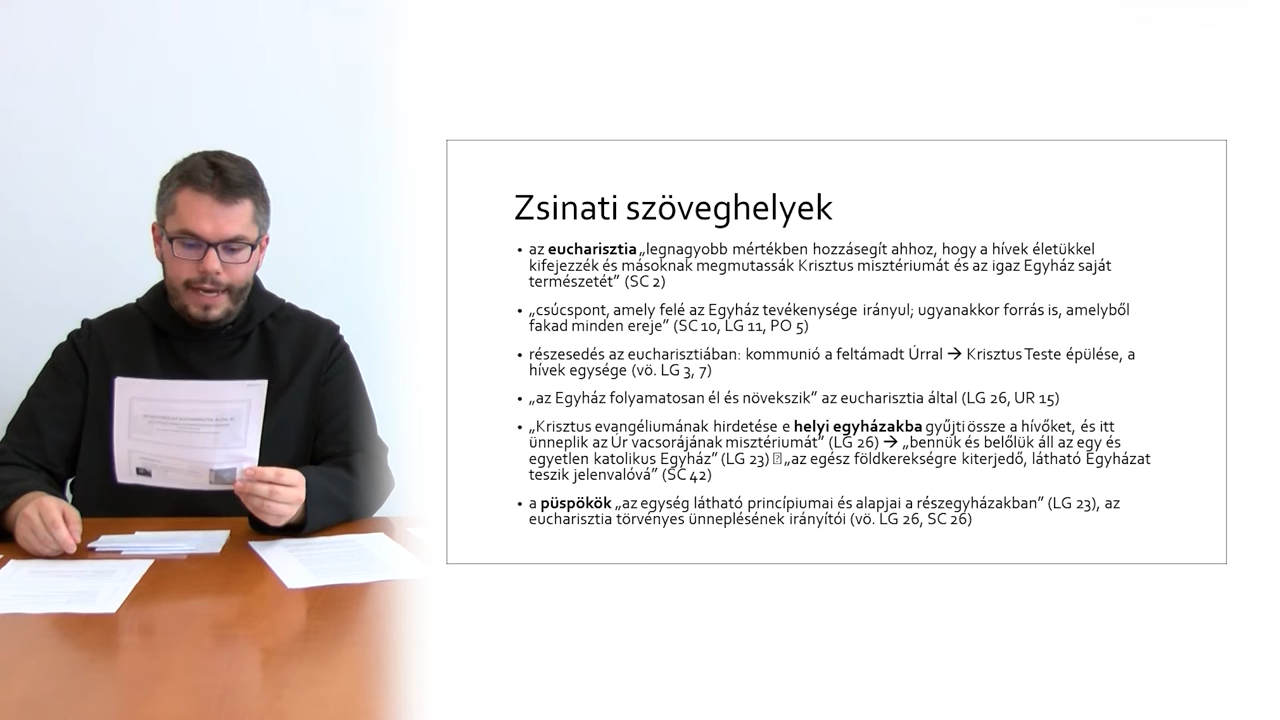 Zsinati szöveghelyek
• az eucharisztia „legnagyobb mértékben hozzásegít ahhoz, hogy a hívek életükkel
kifejezzék és másoknak megmutassák Krisztus misztériumát és az igaz Egyház saját
természetét” (SC 2)
• „csúcspont, amely felé az Egyház tevékenysége irányul; ugyanakkor forrás is, amelyből
fakad minden ereje” (SC 10, LG 11, PO 5)
• részesedés az eucharisztiában: kommunió a feltámadt Úrral → Krisztus Teste épülése, a
hívek egysége (vö. LG 3, 7)
• „az Egyház folyamatosan él és növekszik” az eucharisztia által (LG 26, UR 15)
• „Krisztus evangéliumának hirdetése e helyi egyházakba gyűjti össze a hívőket, és itt
ünneplik az Úr vacsorájának misztériumát” (LG 26) → „bennük és belőlük áll az egy és
egyetlen katolikus Egyház” (LG 23) „az egész földkerekségre kiterjedő, látható Egyházat
teszik jelenvalóvá” (SC 42)
• a püspökök „az egység látható princípiumai és alapjai a részegyházakban” (LG 23), az
eucharisztia törvényes ünneplésének irányítói (vö. LG 26, SC 26)